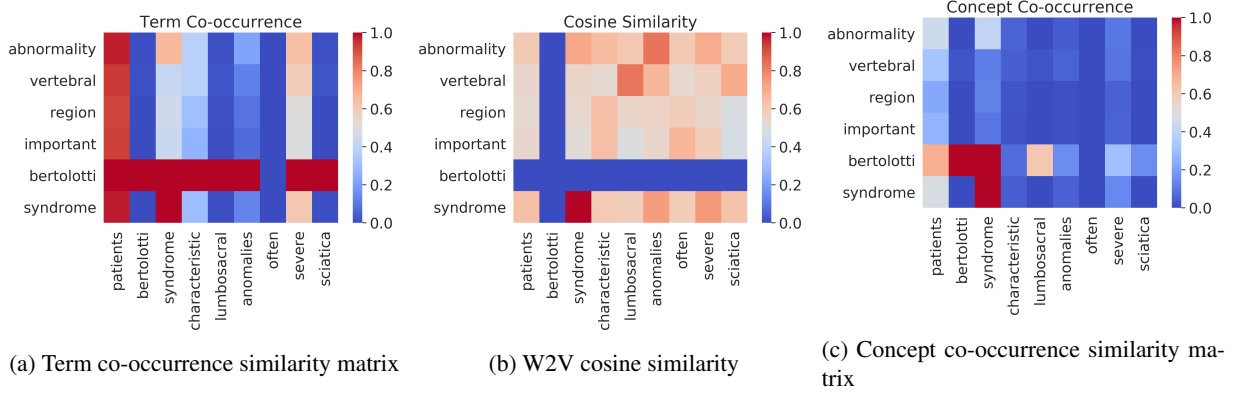 Term Co-occurrence
abnormality
vertebral
region
important
bertolotti
syndrome
patients
bertolotti
syndrome
characteristic
lumbosacral
anomalies
often
severe
sciatica
1.0
0.8
0.6
0.4
0.2
0.0
(a) Term co-occurrence similarity matrix
Cosine Similarity
abnormality
vertebral
region
important
bertolotti
syndrome
patients
bertolotti
syndrome
characteristic
lumbosacral
anomalies
often
severe
sciatica
1.0
0.8
0.6
0.4
0.2
0.0
(b) W2V cosine similarity
Concept Co-occurrence
abnormality
vertebral
region
important
bertolotti
syndrome
patients
bertolotti
syndrome
characteristic
lumbosacral
anomalies
often
severe
sciatica
1.0
0.8
0.6
0.4
0.2
0.0
(c) Concept co-occurrence similarity ma-
trix